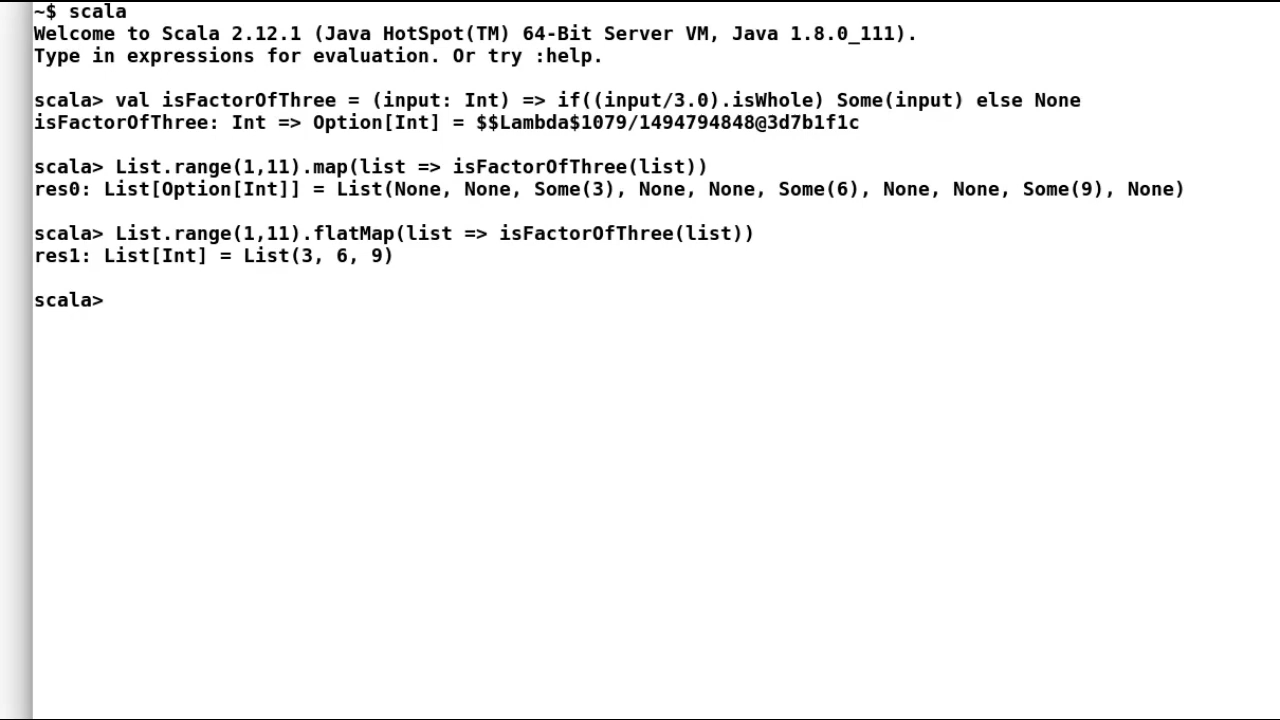 ~$ scala
Welcome to Scala 2.12.1 (Java HotSpot(TM) 64-Bit Server VM, Java 1.8.0_111).
Type in expressions for evaluation. Or try :help.
scala> val isFactorOfThree = (input: Int) => if((input/3.0).isWhole) Some(input) else None
isFactorOfThree: Int => Option[Int] = $$Lambda$1079/1494794848@3d7b1f1c
scala> List.range(1,11).map(list => isFactorOfThree(list))
res0: List[Option[Int]] = List(None, None, Some(3), None, None, Some(6), None, None, Some(9), None)
scala> List.range(1,11).flatMap(list => isFactorOfThree(list))
res1: List[Int] = List(3, 6, 9)
scala>